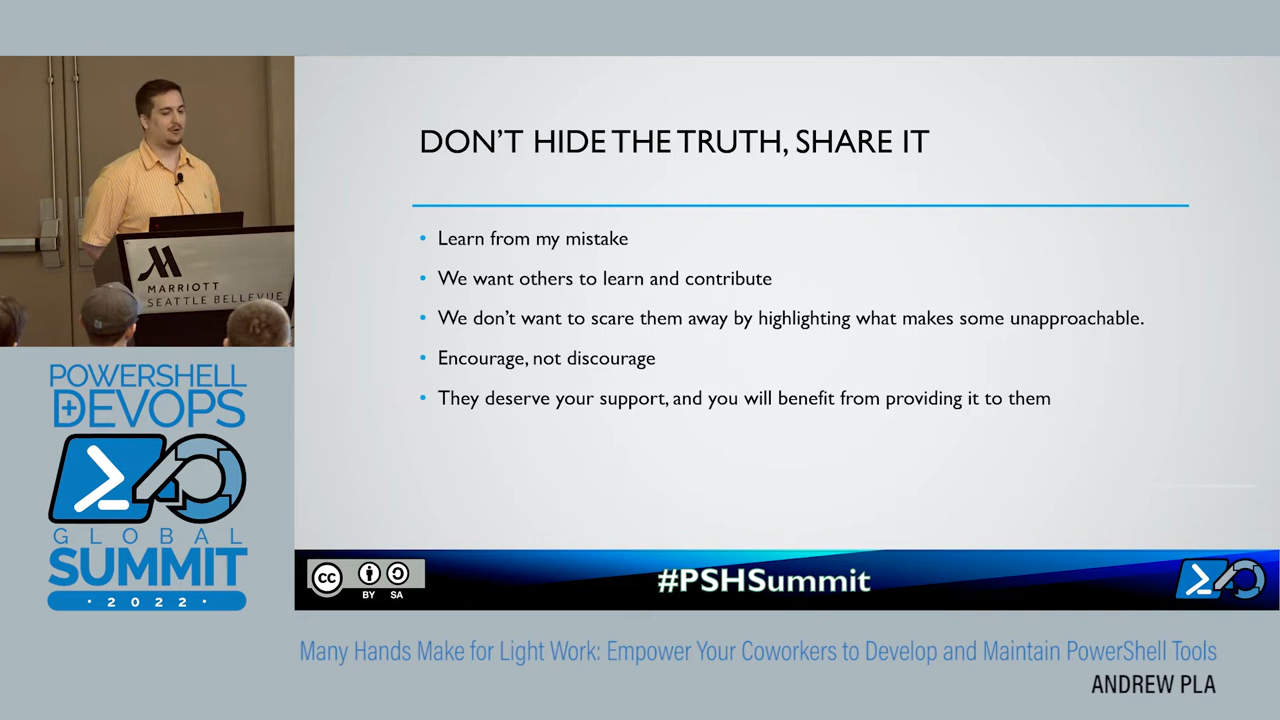 MARRIOTT
SEATTLE BELLEVUE
POWERSHELL
+ DEVOPS
GLOBAL
SUMMIT
· 2022 ·
DON'T HIDE THE TRUTH, SHARE IT
• Learn from my mistake
• We want others to learn and contribute
• We don't want to scare them away by highlighting what makes some unapproachable.
• Encourage, not discourage
• They deserve your support, and you will benefit from providing it to them
CC
BY SA
#PSHSummit
Many Hands Make for Light Work: Empower Your Coworkers to Develop and Maintain PowerShell Tools
ANDREW PLA